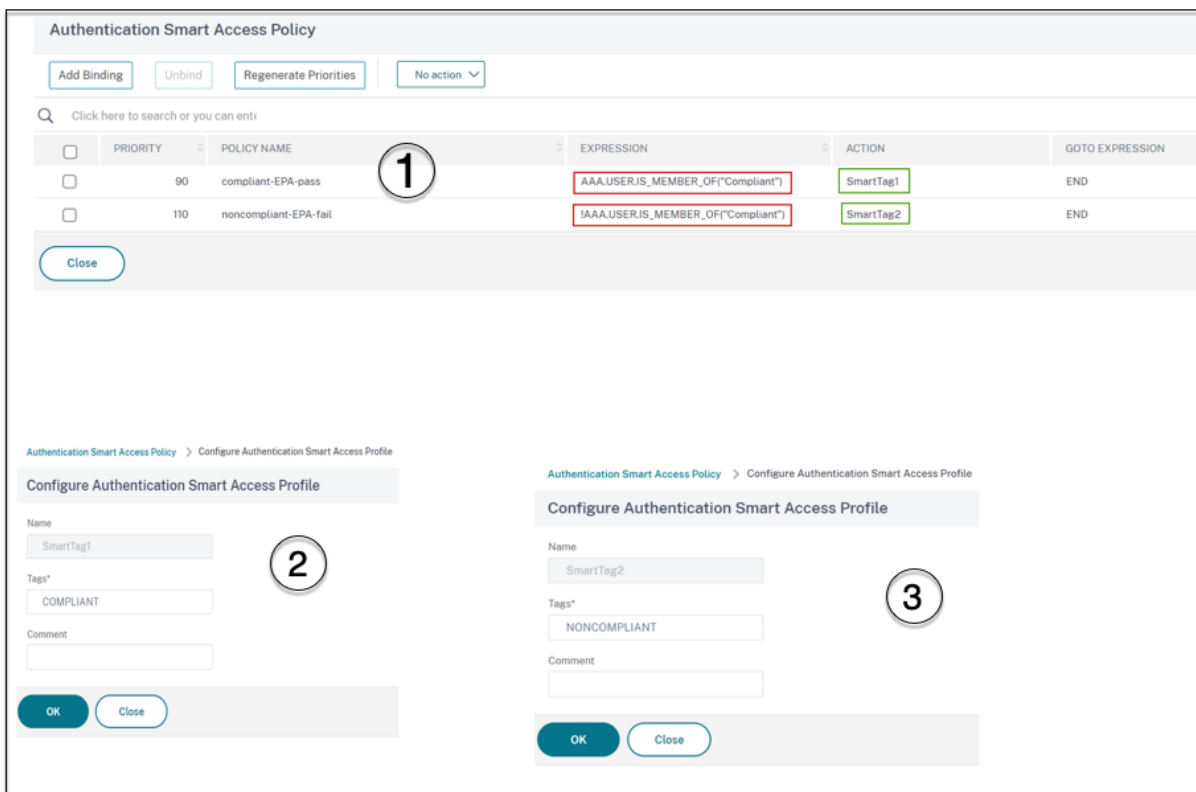 Authentication Smart Access Policy
Add Binding Unbind Regenerate Priorities No action
Click here to search or you can ente
PRIORITY POLICY NAME EXPRESSION ACTION GOTO EXPRESSION
90 compliant-EPA-pass AAA.USER.IS_MEMBER_OF("Compliant") SmartTag1 END
110 noncompliant-EPA-fail !AAA.USER.IS_MEMBER_OF("Compliant") SmartTag2 END
1
Close
Authentication Smart Access Policy > Configure Authentication Smart Access Profile
Configure Authentication Smart Access Profile
Name
SmartTag1
2
Tags*
COMPLIANT
Comment
OK Close
Authentication Smart Access Policy > Configure Authentication Smart Access Profile
Configure Authentication Smart Access Profile
Name
SmartTag2
3
Tags*
NONCOMPLIANT
Comment
OK Close